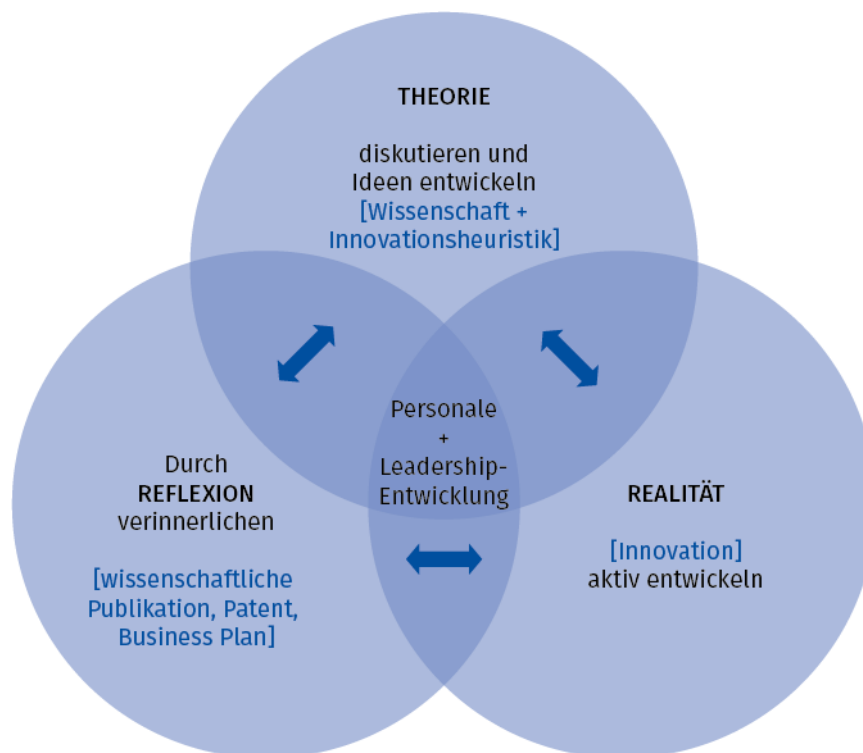 THEORIE
diskutieren und
Ideen entwickeln
[Wissenschaft +
Innovationsheuristik]
Personale
+
Leadership-
Entwicklung
Durch
REFLEXION
verinnerlichen
[wissenschaftliche
Publikation, Patent,
Business Plan]
REALITÄT
[Innovation]
aktiv entwickeln